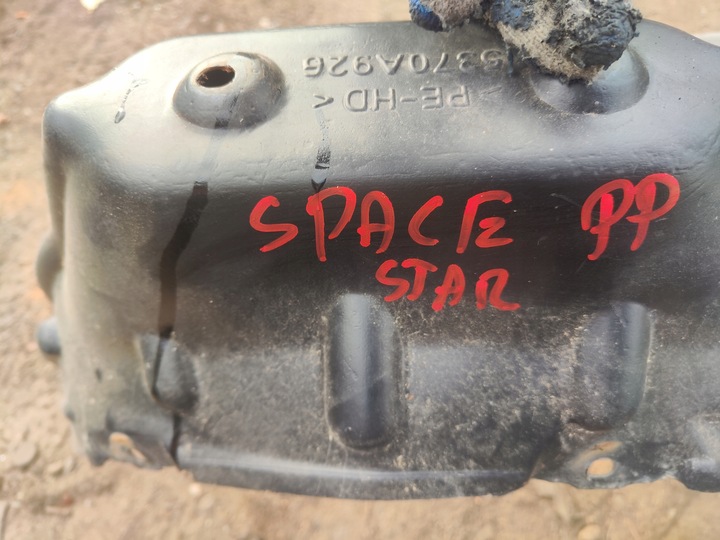 5370A926
>PE-HD<
SPACE PP
STAR